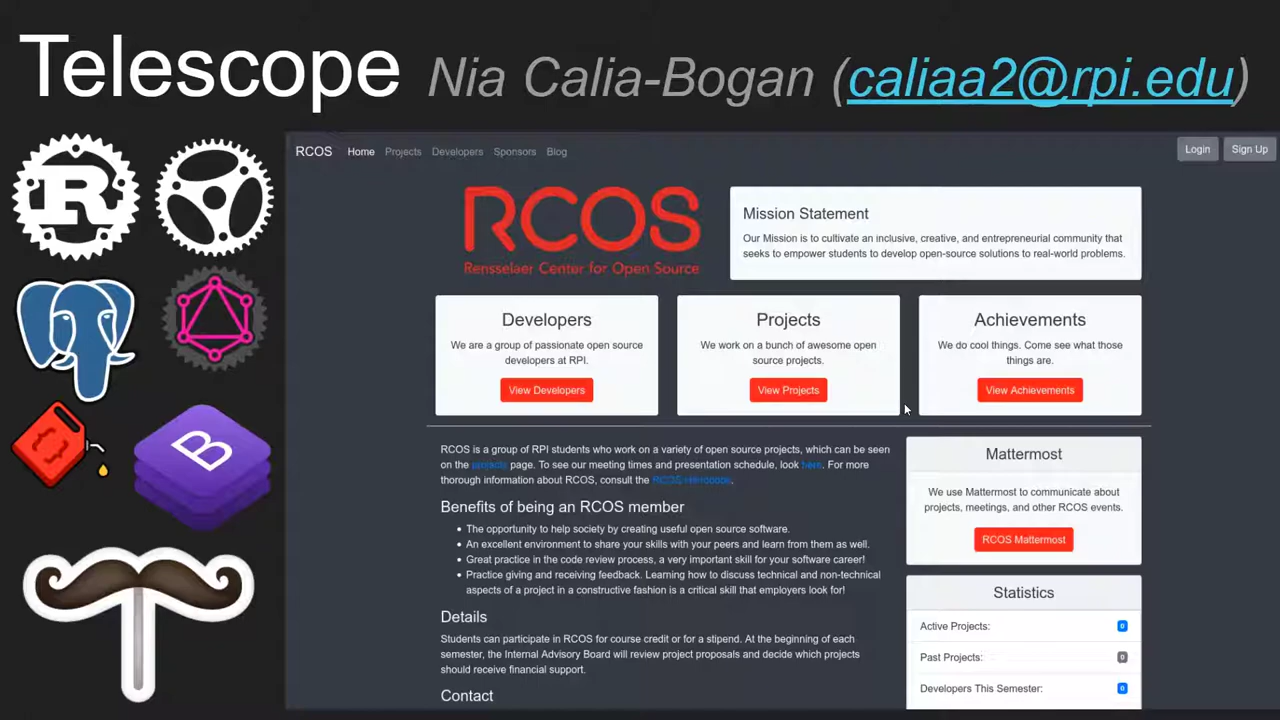 Telescope Nia Calia-Bogan (caliaa2@rpi.edu)
RCOS Home Projects Developers Sponsors Blog Login Sign Up
RCOS
Rensselaer Center for Open Source
Mission Statement
Our Mission is to cultivate an inclusive, creative, and entrepreneurial community that
seeks to empower students to develop open-source solutions to real-world problems.
Developers
We are a group of passionate open source
developers at RPI.
View Developers
Projects
We work on a bunch of awesome open
source projects.
View Projects
Achievements
We do cool things. Come see what those
things are.
View Achievements
RCOS is a group of RPI students who work on a variety of open source projects, which can be seen
on the projects page. To see our meeting times and presentation schedule, look here. For more
thorough information about RCOS, consult the RCOS Handbook.
Benefits of being an RCOS member
The opportunity to help society by creating useful open source software.
An excellent environment to share your skills with your peers and learn from them as well.
Great practice in the code review process, a very important skill for your software career!
Practice giving and receiving feedback. Learning how to discuss technical and non-technical
aspects of a project in a constructive fashion is a critical skill that employers look for!
Details
Students can participate in RCOS for course credit or for a stipend. At the beginning of each
semester, the Internal Advisory Board will review project proposals and decide which projects
should receive financial support.
Contact
Mattermost
We use Mattermost to communicate about
projects, meetings, and other RCOS events.
RCOS Mattermost
Statistics
Active Projects: 0
Past Projects: 0
Developers This Semester: 0
R
B